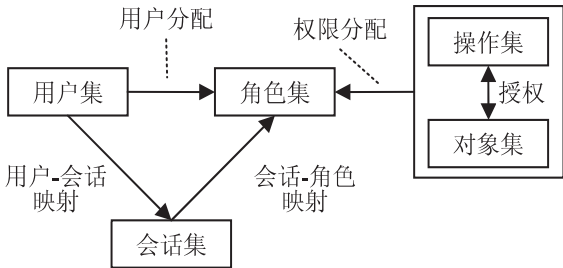 用户分配
权限分配
操作集
用户集
角色集
授权
对象集
用户-会话
映射
会话-角色
映射
会话集